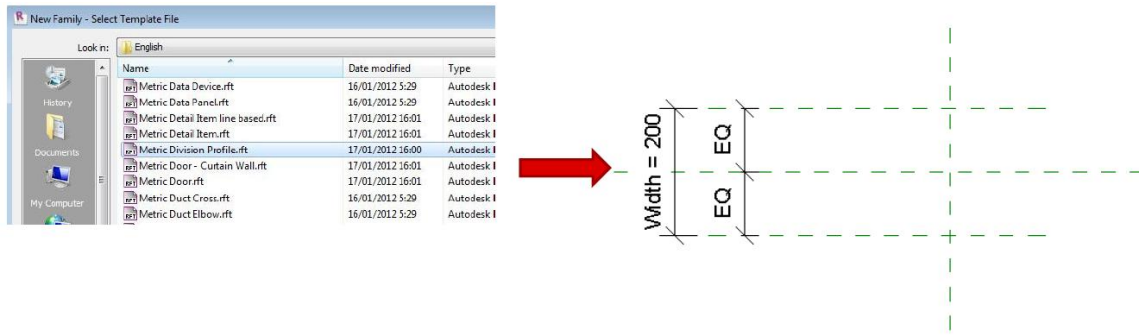 New Family - Select Template File
Look in: English
Name Date modified Type
History
Documents
My Computer
Metric Data Device.rft 16/01/2012 5:29 Autodesk
Metric Data Panel.rft 16/01/2012 5:29 Autodesk
Metric Detail Item line based.rft 17/01/2012 16:01 Autodesk
Metric Detail Item.rft 17/01/2012 16:01 Autodesk
Metric Division Profile.rft 17/01/2012 16:00 Autodesk
Metric Door - Curtain Wall.rft 17/01/2012 16:01 Autodesk
Metric Door.rft 17/01/2012 16:01 Autodesk
Metric Duct Cross.rft 16/01/2012 5:29 Autodesk
Metric Duct Elbow.rft 16/01/2012 5:29 Autodesk
Width = 200
EQ
EQ